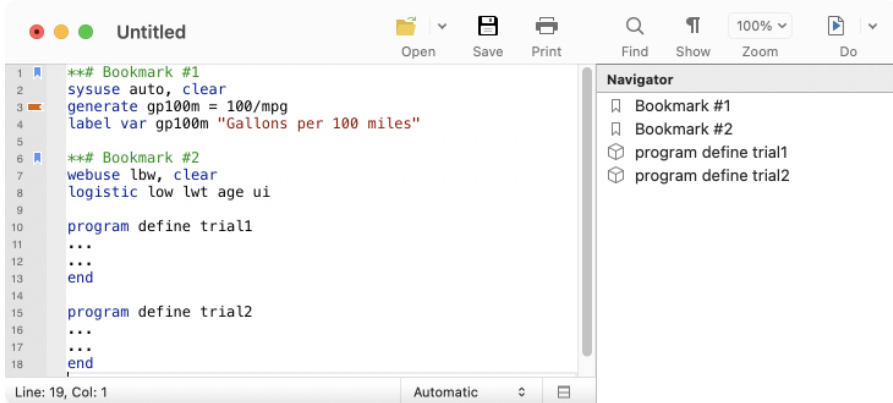 Untitled
Open Save Print Find Show 100% Zoom Do
1 **# Bookmark #1
2 sysuse auto, clear
3 generate gp100m = 100/mpg
4 label var gp100m "Gallons per 100 miles"
5
6 **# Bookmark #2
7 webuse lbw, clear
8 logistic low lwt age ui
9
10 program define trial1
11 ...
12 ...
13 end
14
15 program define trial2
16 ...
17 ...
18 end
Line: 19, Col: 1 Automatic
Navigator
Bookmark #1
Bookmark #2
program define trial1
program define trial2